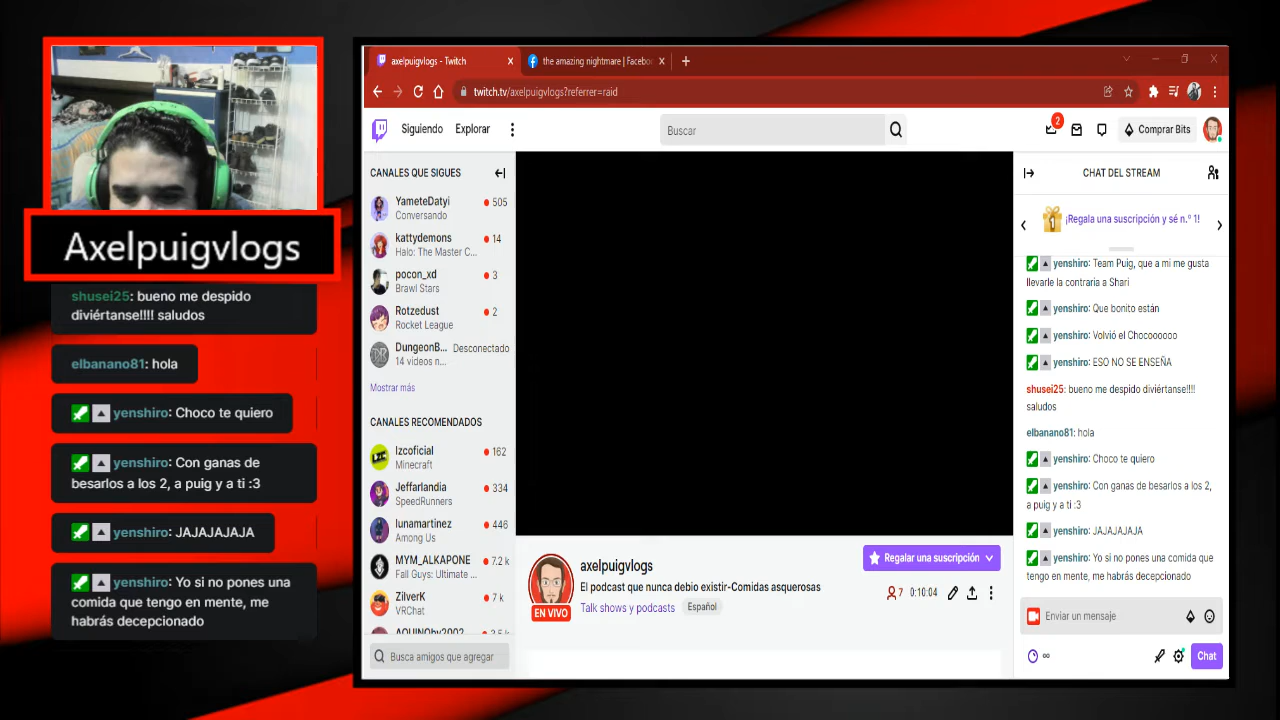 Axelpuigvlogs
shusei25: bueno me despido
diviértanse!!!! saludos
elbanano81: hola
yenshiro: Choco te quiero
yenshiro: Con ganas de
besarlos a los 2, a puig y a ti :3
yenshiro: JAJAJAJAJA
yenshiro: Yo si no pones una
comida que tengo en mente, me
habrás decepcionado
axelpuigvlogs - Twitch
the amazing nightmare | Facebo
twitch.tv/axelpuigvlogs?referrer=raid
Siguiendo
Explorar
Buscar
2
Comprar Bits
CANALES QUE SIGUES
YameteDatyi
505
Conversando
kattydemons
14
Halo: The Master C...
pocon_xd
3
Brawl Stars
Rotzedust
2
Rocket League
DungeonB...
Desconectado
14 videos n...
Mostrar más
CANALES RECOMENDADOS
Izcoficial
162
Minecraft
Jeffarlandia
334
SpeedRunners
lunamartinez
446
Among Us
MYM_ALKAPONE
7.2 k
Fall Guys: Ultimate ...
ZilverK
7 k
VRChat
AQUINOby2002
3.5 k
Busca amigos que agregar
EN VIVO
axelpuigvlogs
El podcast que nunca debio existir-Comidas asquerosas
Talk shows y podcasts
Español
Regalar una suscripción
7
0:10:04
CHAT DEL STREAM
1
¡Regala una suscripción y sé n.º 1!
yenshiro: Team Puig, que a mi me gusta
llevarle la contraria a Shari
yenshiro: Que bonito están
yenshiro: Volvió el Chocoooooo
yenshiro: ESO NO SE ENSEÑA
shusei25: bueno me despido diviértanse!!!!
saludos
elbanano81: hola
yenshiro: Choco te quiero
yenshiro: Con ganas de besarlos a los 2,
a puig y a ti :3
yenshiro: JAJAJAJAJA
yenshiro: Yo si no pones una comida que
tengo en mente, me habrás decepcionado
Enviar un mensaje
∞
Chat